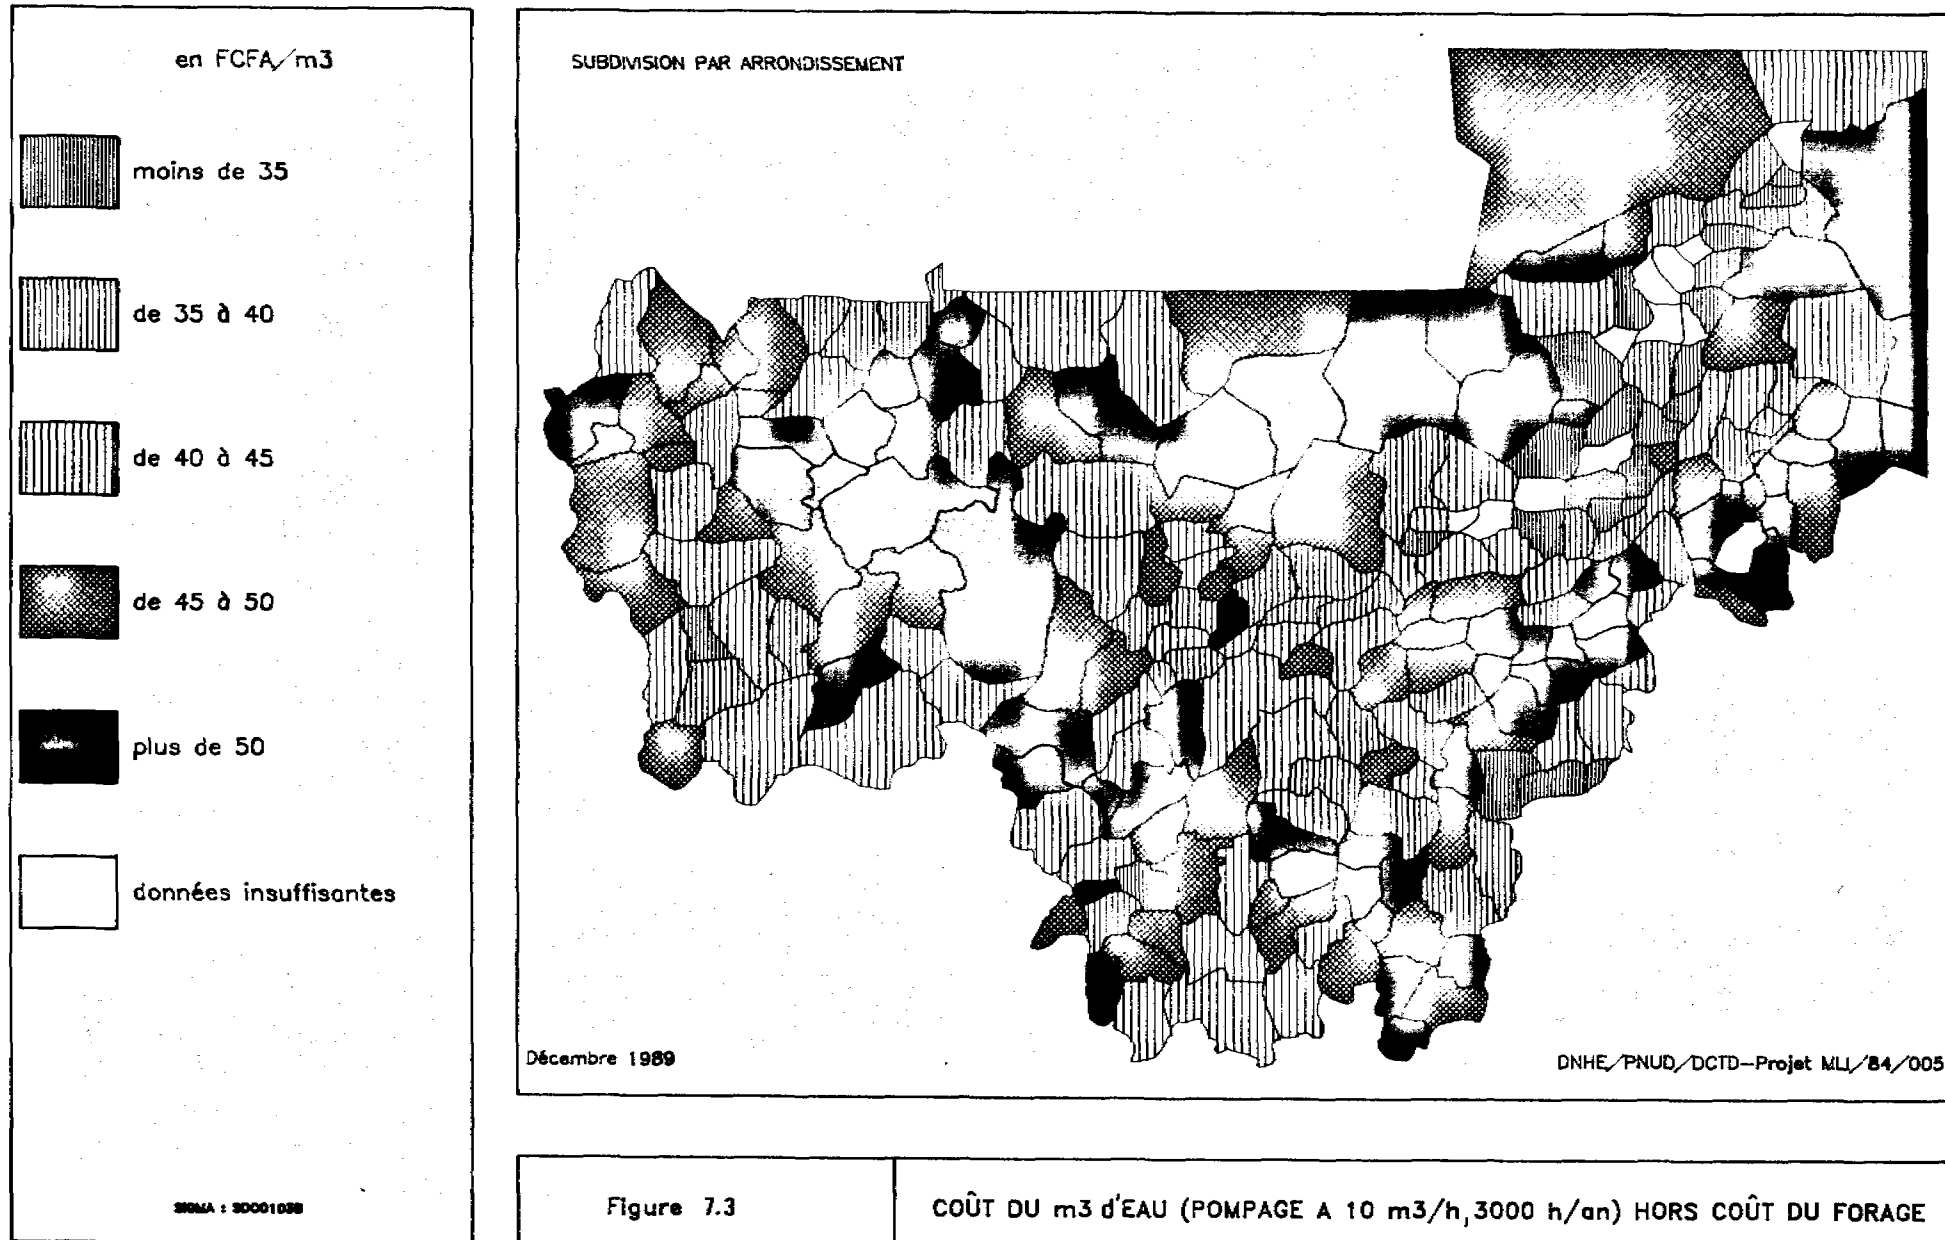 en FCFA/m3
moins de 35
de 35 à 40
de 40 à 45
de 45 à 50
plus de 50
données insuffisantes
SUBDIVISION PAR ARRONDISSEMENT
Décembre 1989
DNHE/PNUD/DCTD-Projet MLI/84/005
Figure 7.3
COÛT DU m3 d'EAU (POMPAGE A 10 m3/h, 3000 h/an) HORS COÛT DU FORAGE